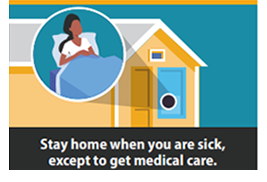 Stay home when you are sick,
except to get medical care.